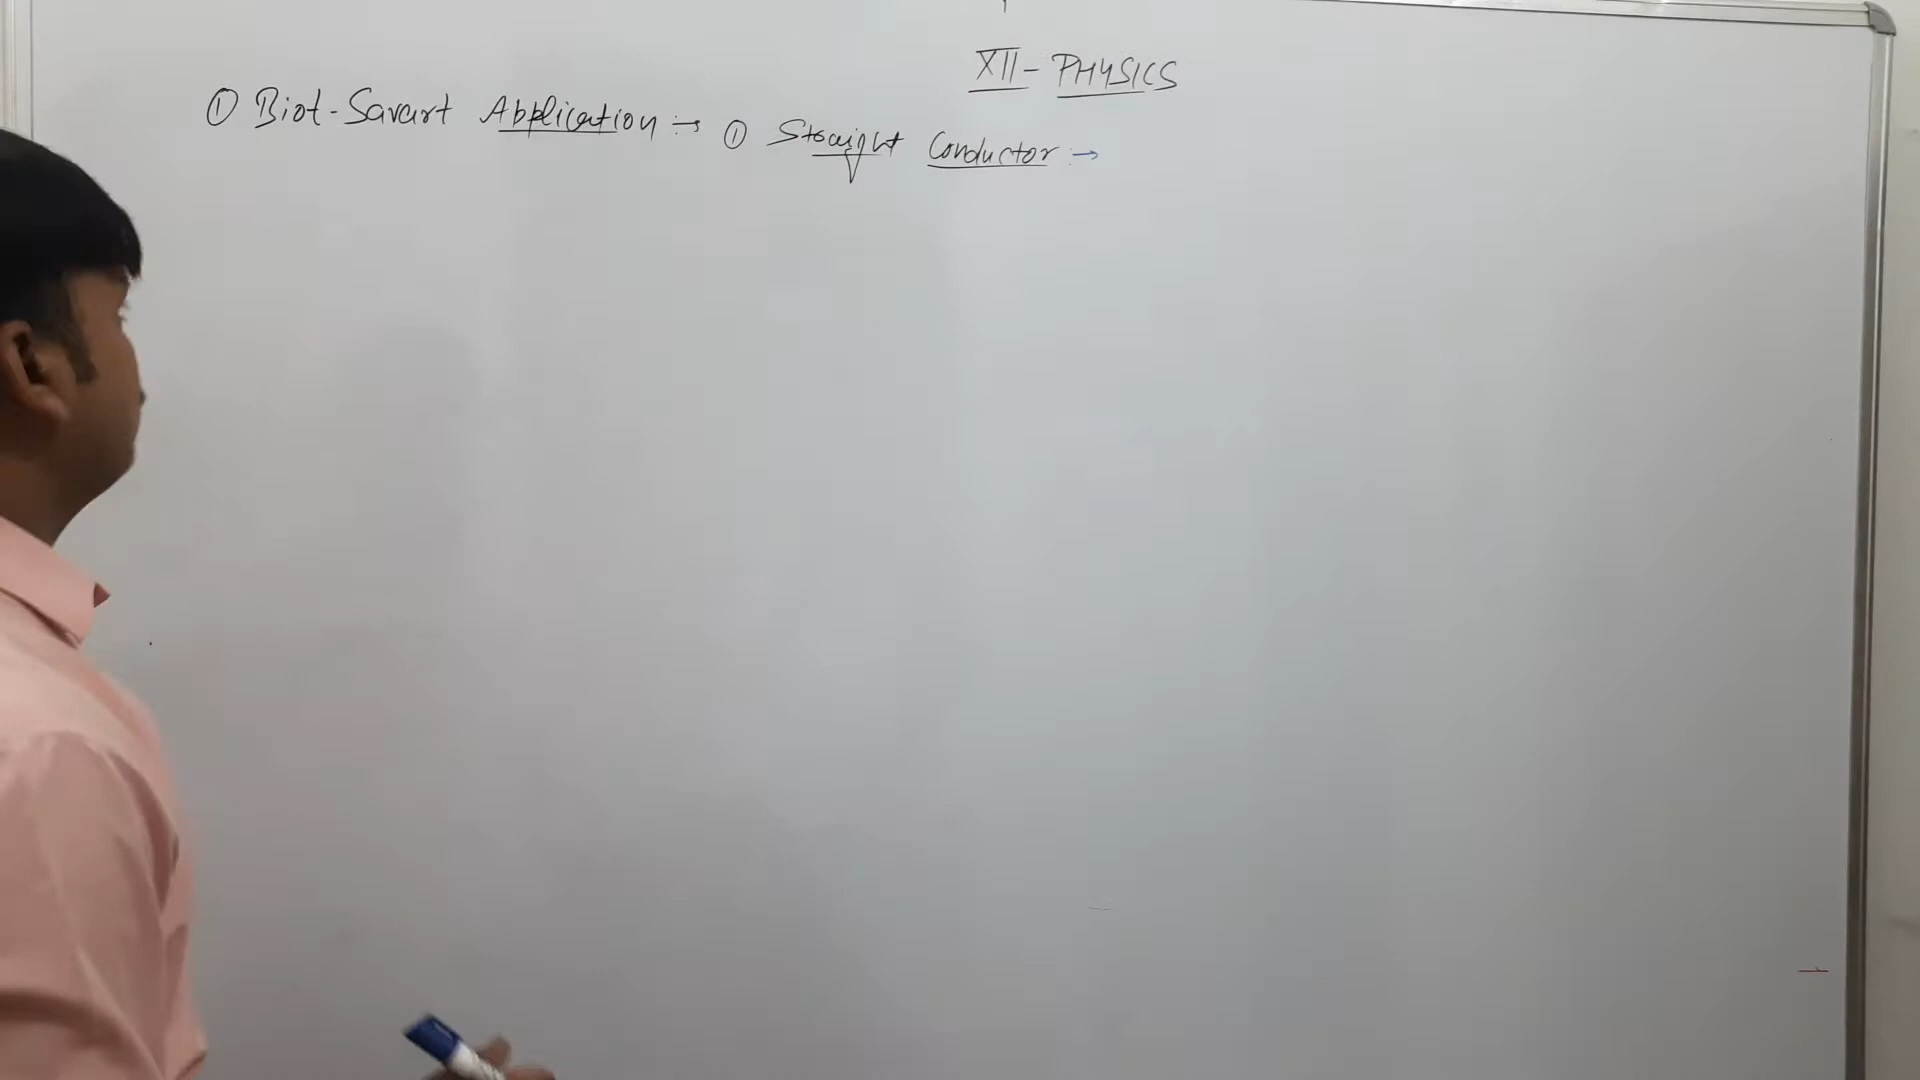 XII - PHYSICS
① Biot-Savart Application :→ ① Straight Conductor :→